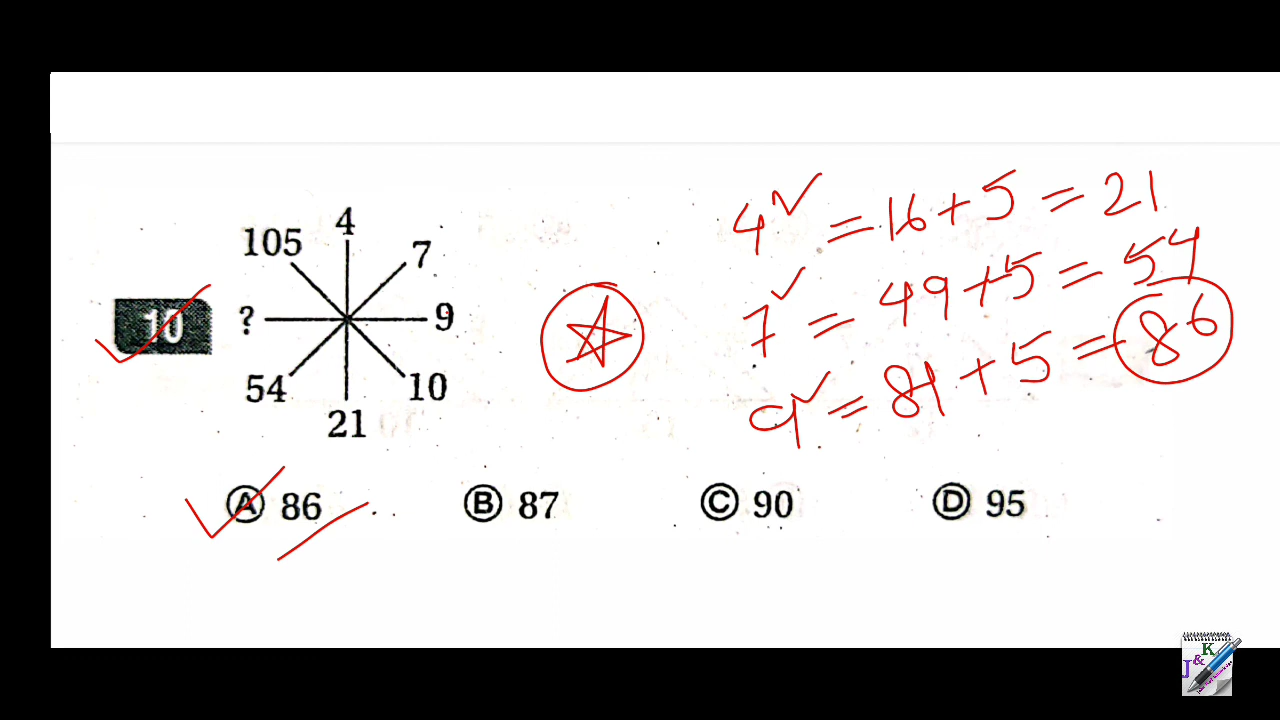 10
4
105
7
?
9
54
10
21
4² = 16 + 5 = 21
7² = 49 + 5 = 54
9² = 81 + 5 = 86
Ⓐ 86 Ⓑ 87 Ⓒ 90 Ⓓ 95
J & K